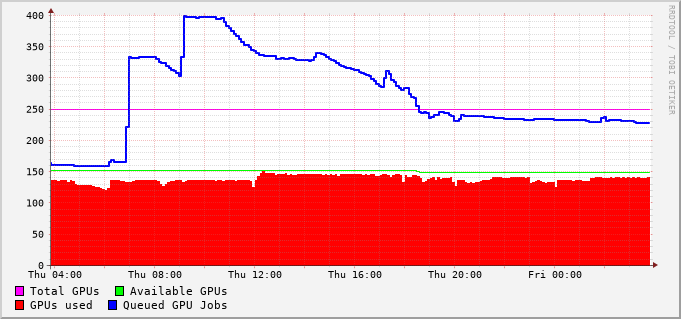 400
350
300
250
200
150
100
50
0
Thu 04:00 Thu 08:00 Thu 12:00 Thu 16:00 Thu 20:00 Fri 00:00
Total GPUs Available GPUs
GPUs used Queued GPU Jobs
RRDTOOL / TOBI OETIKER